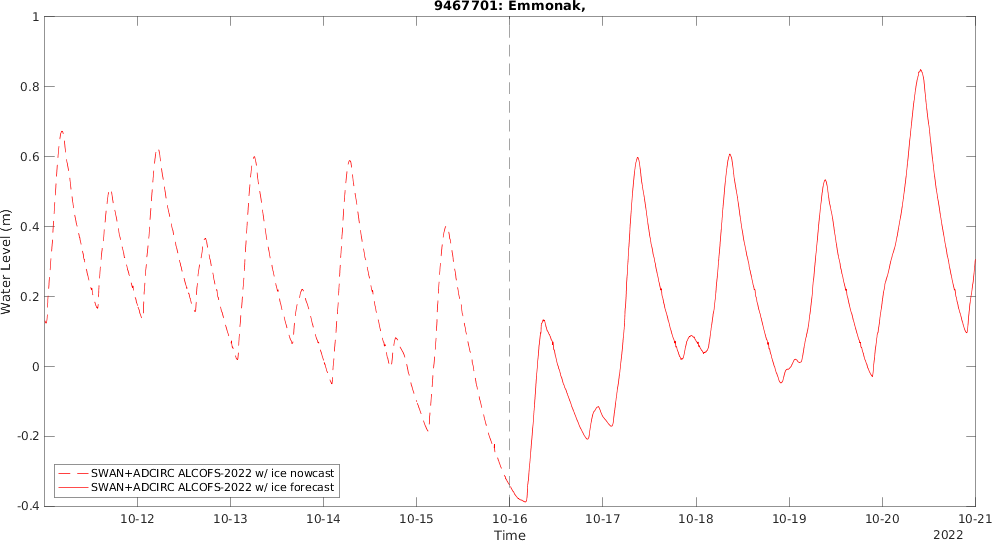 9467701: Emmonak,
1
0.8
0.6
0.4
0.2
0
-0.2
-0.4
Water Level (m)
SWAN+ADCIRC ALCOFS-2022 w/ ice nowcast
SWAN+ADCIRC ALCOFS-2022 w/ ice forecast
10-12 10-13 10-14 10-15 10-16 10-17 10-18 10-19 10-20 10-21
Time
2022